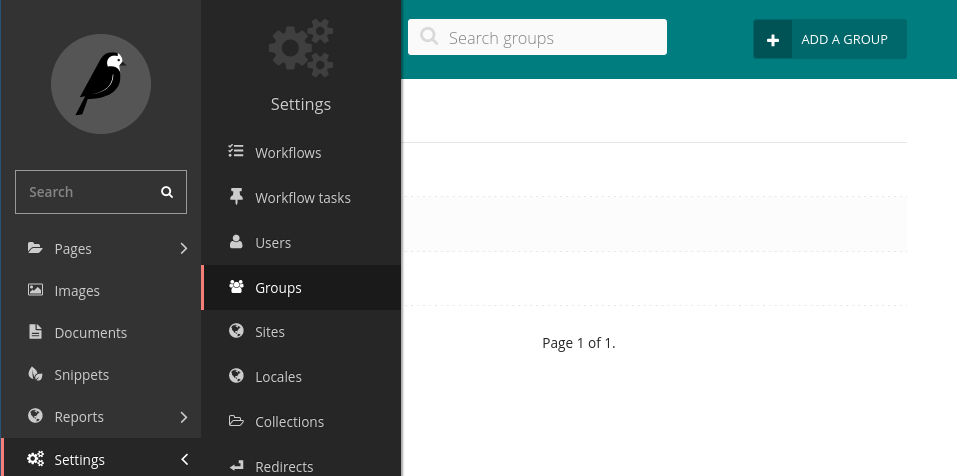 Search
Pages
Images
Documents
Snippets
Reports
Settings
Settings
Workflows
Workflow tasks
Users
Groups
Sites
Locales
Collections
Redirects
Search groups
ADD A GROUP
Page 1 of 1.